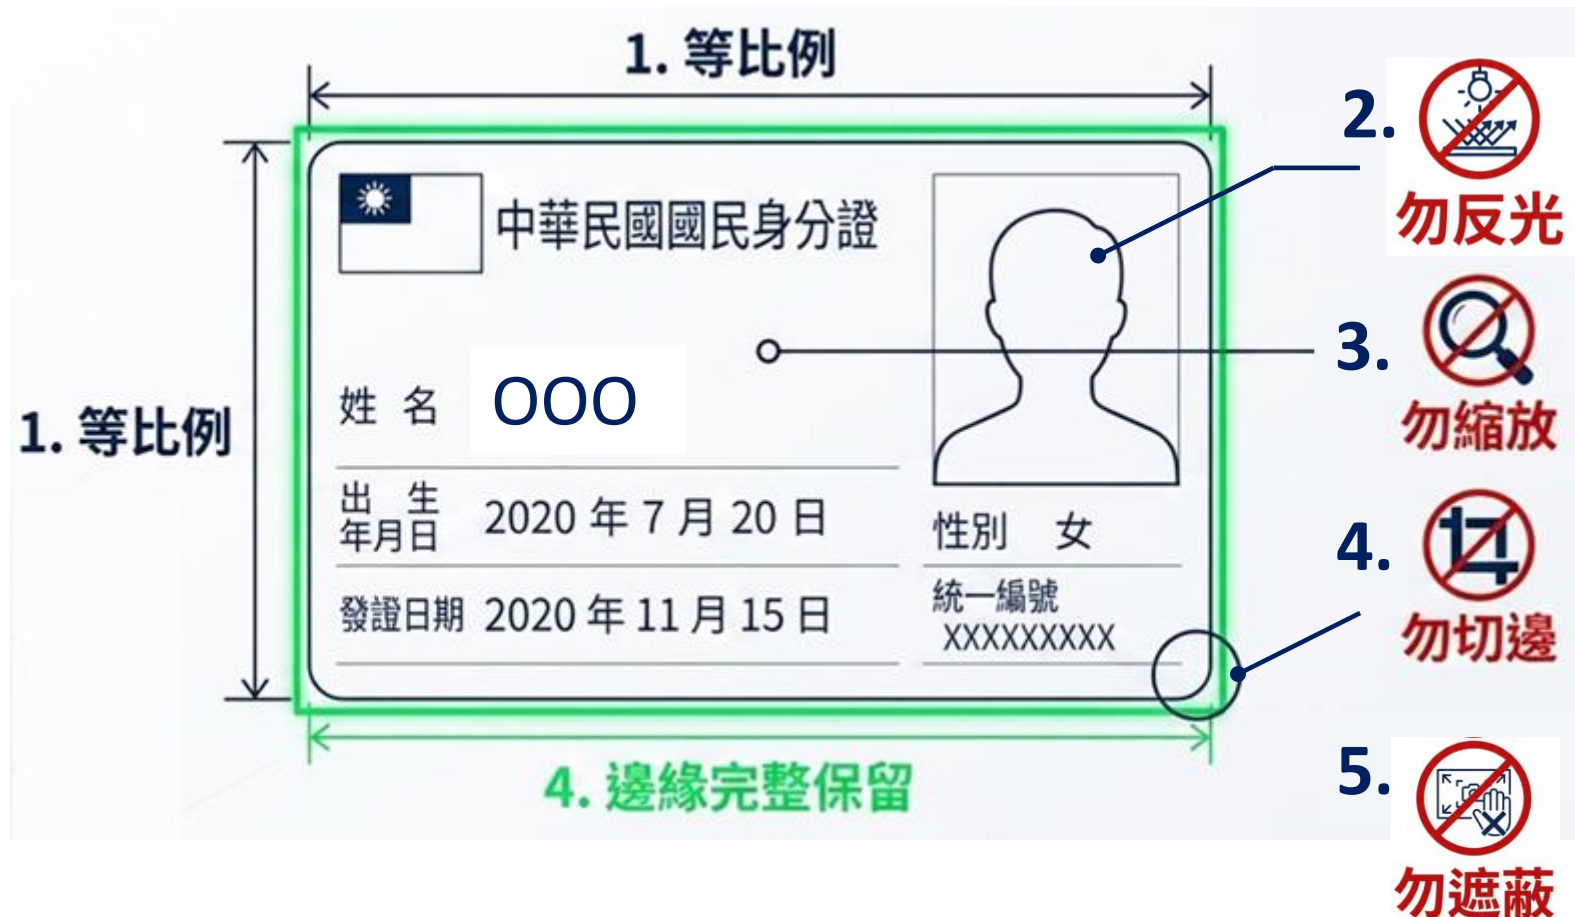 1. 等比例
2.
勿反光
中華民國國民身分證
3.
勿縮放
姓 名 OOO
1. 等比例
出 生
年月日 2020 年 7 月 20 日
性別 女
4.
勿切邊
發證日期 2020 年 11 月 15 日
統一編號
XXXXXXXXX
4. 邊緣完整保留
5.
勿遮蔽